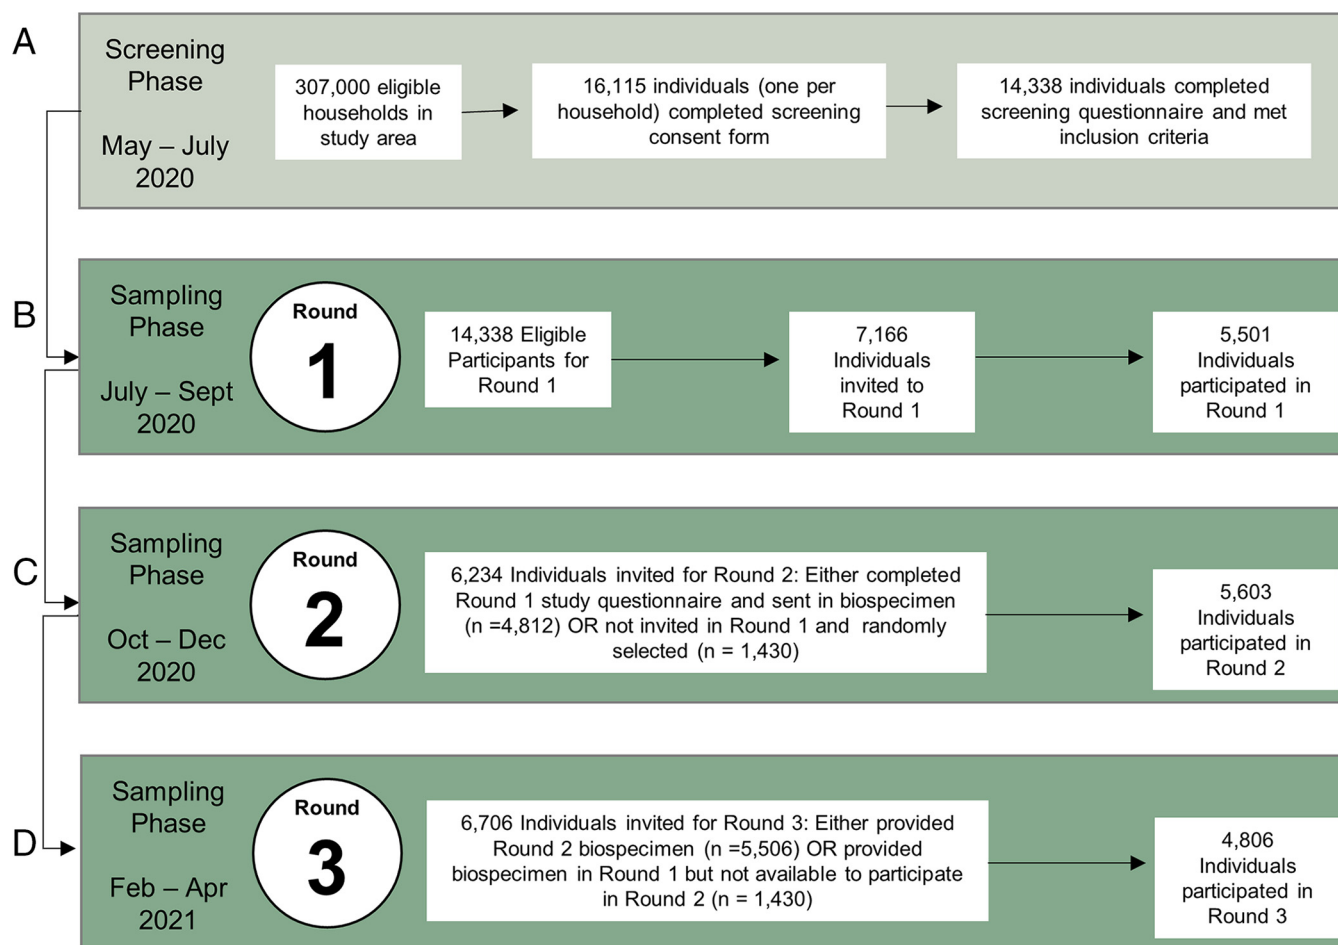 A
Screening
Phase
May – July
2020
307,000 eligible
households in
study area
16,115 individuals (one per
household) completed screening
consent form
14,338 individuals completed
screening questionnaire and met
inclusion criteria
B
Sampling
Phase
July – Sept
2020
Round
1
14,338 Eligible
Participants for
Round 1
7,166
Individuals
invited to
Round 1
5,501
Individuals
participated in
Round 1
C
Sampling
Phase
Oct – Dec
2020
Round
2
6,234 Individuals invited for Round 2: Either completed
Round 1 study questionnaire and sent in biospecimen
(n =4,812) OR not invited in Round 1 and randomly
selected (n = 1,430)
5,603
Individuals
participated in
Round 2
D
Sampling
Phase
Feb – Apr
2021
Round
3
6,706 Individuals invited for Round 3: Either provided
Round 2 biospecimen (n =5,506) OR provided
biospecimen in Round 1 but not available to participate
in Round 2 (n = 1,430)
4,806
Individuals
participated in
Round 3